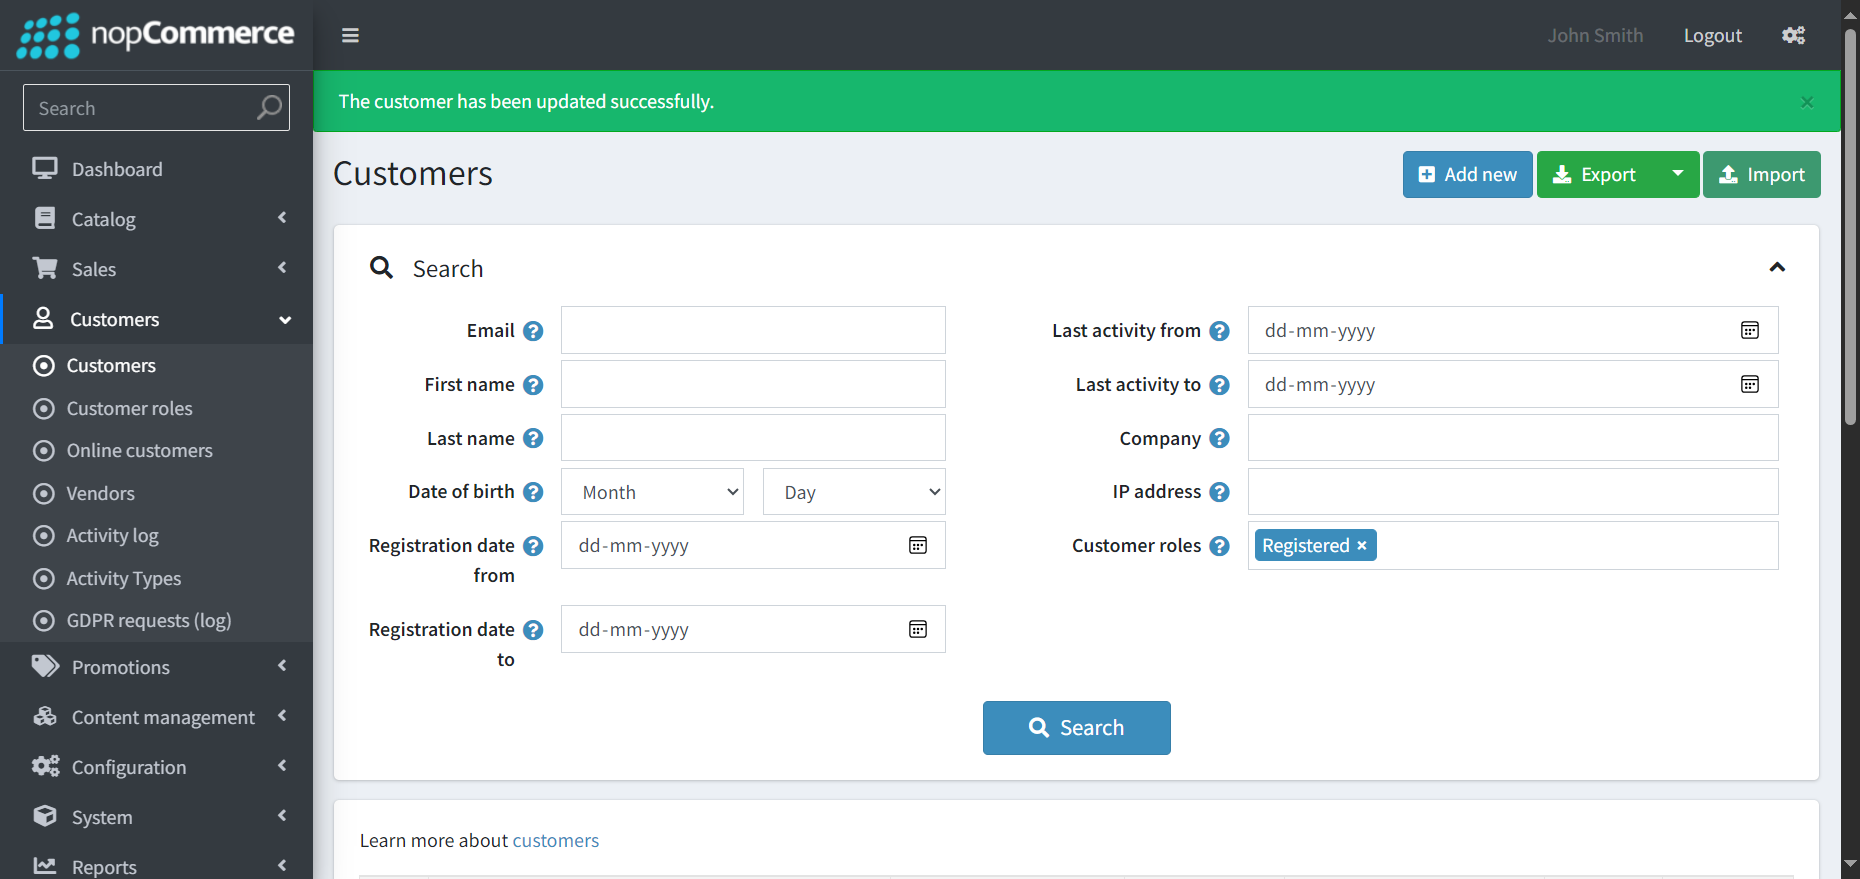 nopCommerce
John Smith
Logout
Search
The customer has been updated successfully.
×
Dashboard
Catalog
Sales
Customers
Customers
Customer roles
Online customers
Vendors
Activity log
Activity Types
GDPR requests (log)
Promotions
Content management
Configuration
System
Reports
Customers
Add new
Export
Import
Search
Email ?
First name ?
Last name ?
Date of birth ? Month Day
Registration date ? dd-mm-yyyy
from
Registration date ? dd-mm-yyyy
to
Last activity from ? dd-mm-yyyy
Last activity to ? dd-mm-yyyy
Company ?
IP address ?
Customer roles ? Registered ×
Search
Learn more about customers